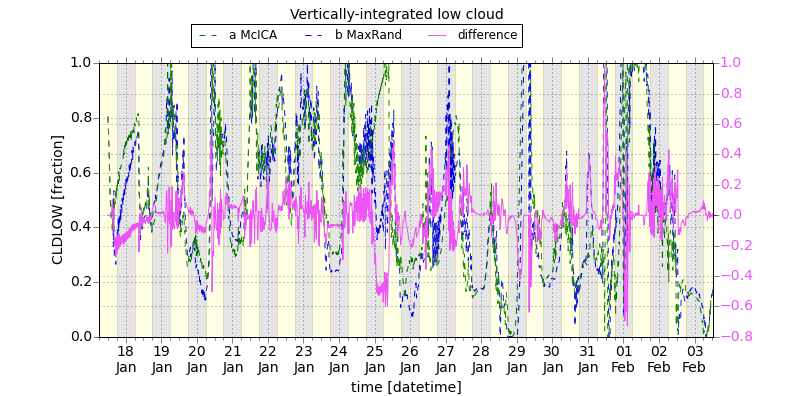 Vertically-integrated low cloud
a McICA b MaxRand difference
1.0 1.0
0.8 0.8
0.6
0.6 0.4
0.2
0.4 0.0
−0.2
0.2 −0.4
−0.6
0.0 −0.8
CLDLOW [fraction]
18 19 20 21 22 23 24 25 26 27 28 29 30 31 01 02 03
Jan Jan Jan Jan Jan Jan Jan Jan Jan Jan Jan Jan Jan Jan Feb Feb Feb
time [datetime]